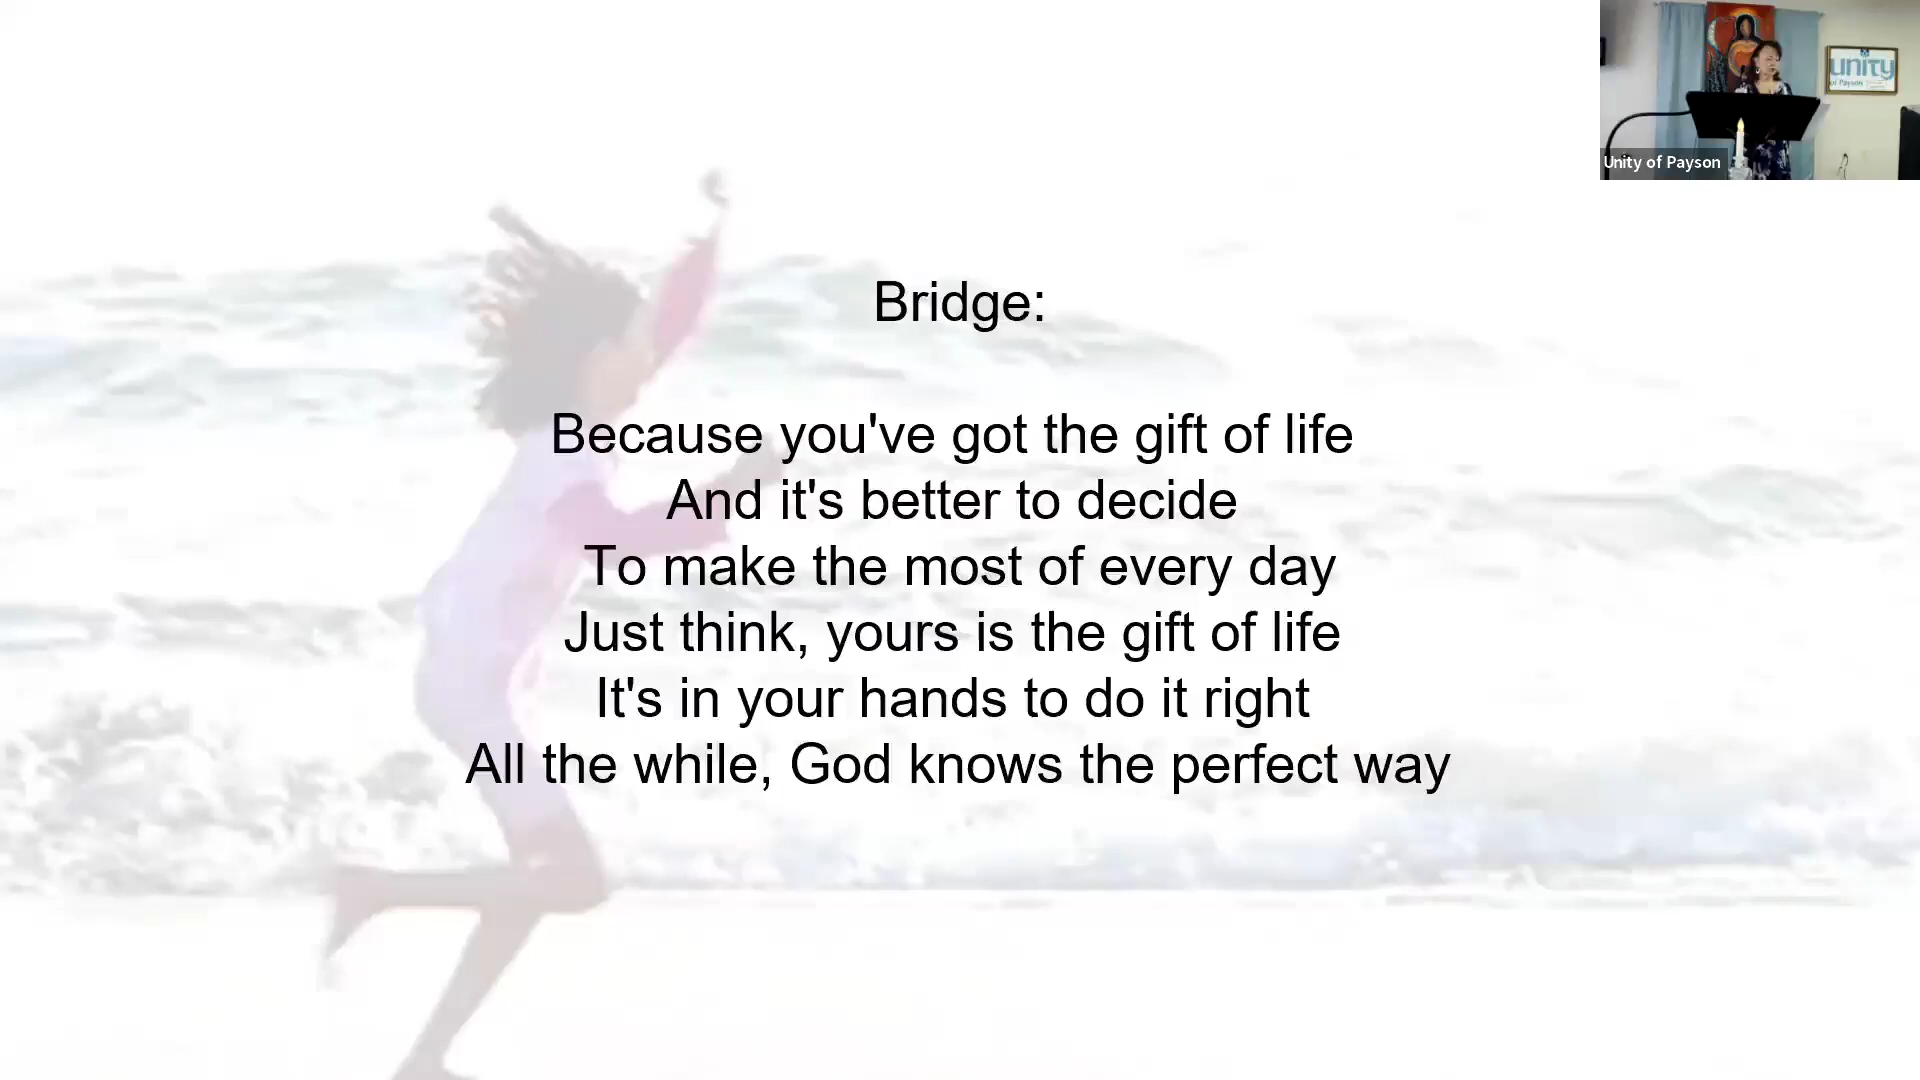 Bridge:
Because you've got the gift of life
And it's better to decide
To make the most of every day
Just think, yours is the gift of life
It's in your hands to do it right
All the while, God knows the perfect way
unity
of Payson
Unity of Payson